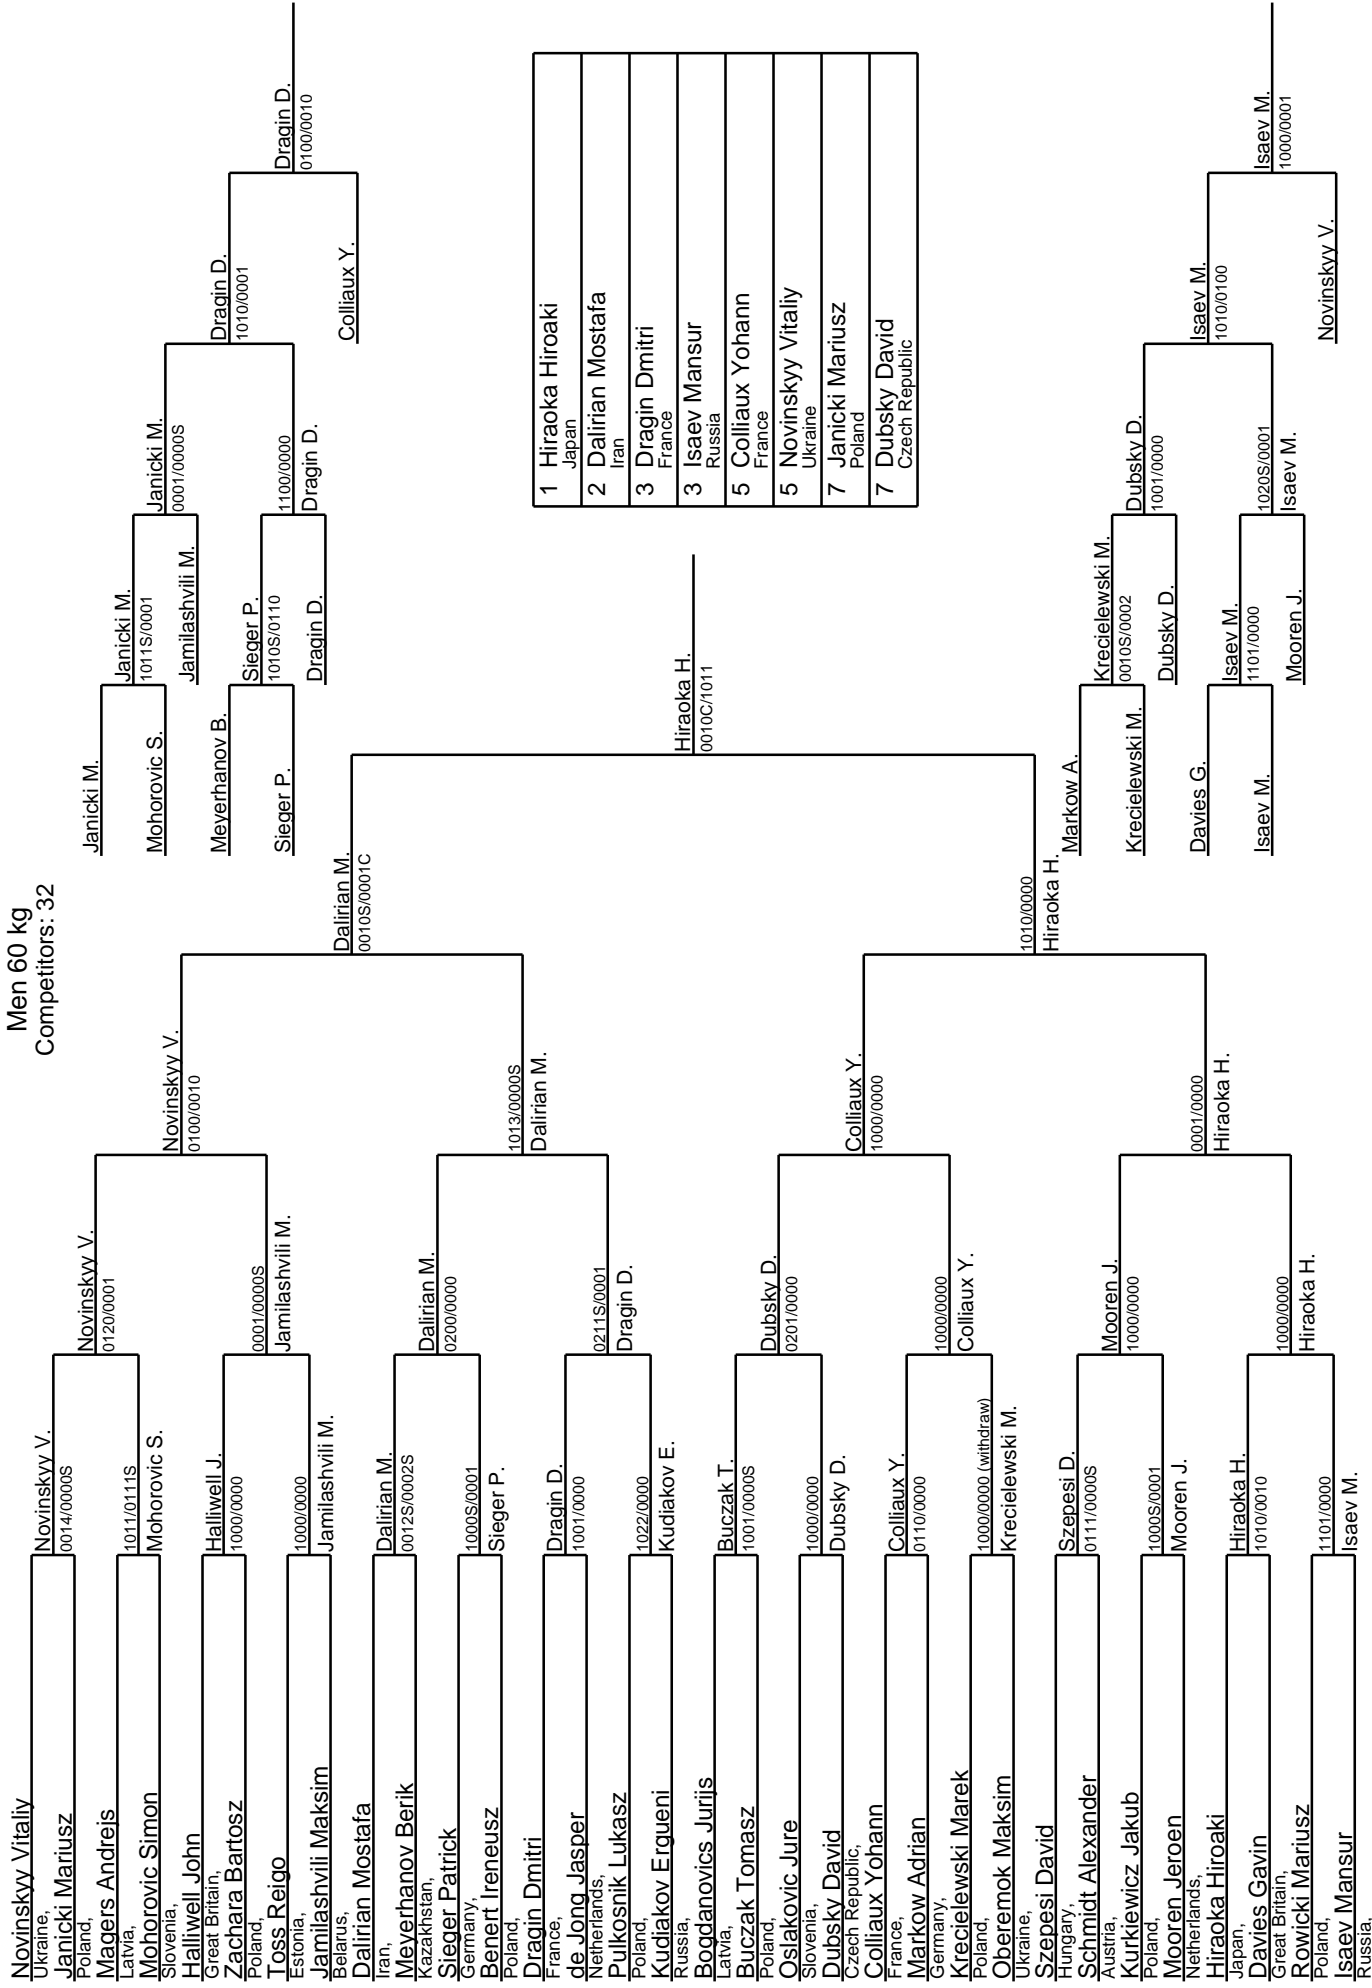 Men 60 kg
Competitors: 32
Novinskyy Vitaliy
Ukraine,
Janicki Mariusz
Poland,
Magers Andrejs
Latvia,
Mohorovic Simon
Slovenia,
Halliwell John
Great Britain,
Zachara Bartosz
Poland,
Toss Reigo
Estonia,
Jamilashvili Maksim
Belarus,
Dalirian Mostafa
Iran,
Meyerhanov Berik
Kazakhstan,
Sieger Patrick
Germany,
Benert Ireneusz
Poland,
Dragin Dmitri
France,
de Jong Jasper
Netherlands,
Pulkosnik Lukasz
Poland,
Kudiakov Ergueni
Russia,
Bogdanovics Jurijs
Latvia,
Buczak Tomasz
Poland,
Oslakovic Jure
Slovenia,
Dubsky David
Czech Republic,
Colliaux Yohann
France,
Markow Adrian
Germany,
Krecielewski Marek
Poland,
Oberemok Maksim
Ukraine,
Szepesi David
Hungary,
Schmidt Alexander
Austria,
Kurkiewicz Jakub
Poland,
Mooren Jeroen
Netherlands,
Hiraoka Hiroaki
Japan,
Davies Gavin
Great Britain,
Rowicki Mariusz
Poland,
Isaev Mansur
Russia,
Novinskyy V.
0014/0000S
1011/0111S
Mohorovic S.
Halliwell J.
1000/0000
1000/0000
Jamilashvili M.
Dalirian M.
0012S/0002S
1000S/0001
Sieger P.
Dragin D.
1001/0000
1022/0000
Kudiakov E.
Buczak T.
1001/0000S
1000/0000
Dubsky D.
Colliaux Y.
0110/0000
1000/0000 (withdraw)
Krecielewski M.
Szepesi D.
0111/0000S
1000S/0001
Mooren J.
Hiraoka H.
1010/0010
1101/0000
Isaev M.
Novinskyy V.
0120/0001
0001/0000S
Jamilashvili M.
Dalirian M.
0200/0000
0211S/0001
Dragin D.
Dubsky D.
0201/0000
1000/0000
Colliaux Y.
Mooren J.
1000/0000
1000/0000
Hiraoka H.
Novinskyy V.
0100/0010
1013/0000S
Dalirian M.
Colliaux Y.
1000/0000
0001/0000
Hiraoka H.
Dalirian M.
0010S/0001C
1010/0000
Hiraoka H.
Hiraoka H.
0010C/1011
Janicki M.
Mohorovic S.
Meyerhanov B.
Sieger P.
Janicki M.
1011S/0001
Jamilashvili M.
Sieger P.
1010S/0110
Dragin D.
Janicki M.
0001/0000S
1100/0000
Dragin D.
Dragin D.
1010/0001
Colliaux Y.
Dragin D.
0100/0010
1 Hiraoka Hiroaki
Japan
2 Dalirian Mostafa
Iran
3 Dragin Dmitri
France
3 Isaev Mansur
Russia
5 Colliaux Yohann
France
5 Novinskyy Vitaliy
Ukraine
7 Janicki Mariusz
Poland
7 Dubsky David
Czech Republic
Markow A.
Krecielewski M.
Davies G.
Isaev M.
Krecielewski M.
0010S/0002
Dubsky D.
Isaev M.
1101/0000
Mooren J.
Dubsky D.
1001/0000
1020S/0001
Isaev M.
Isaev M.
1010/0100
Novinskyy V.
Isaev M.
1000/0001